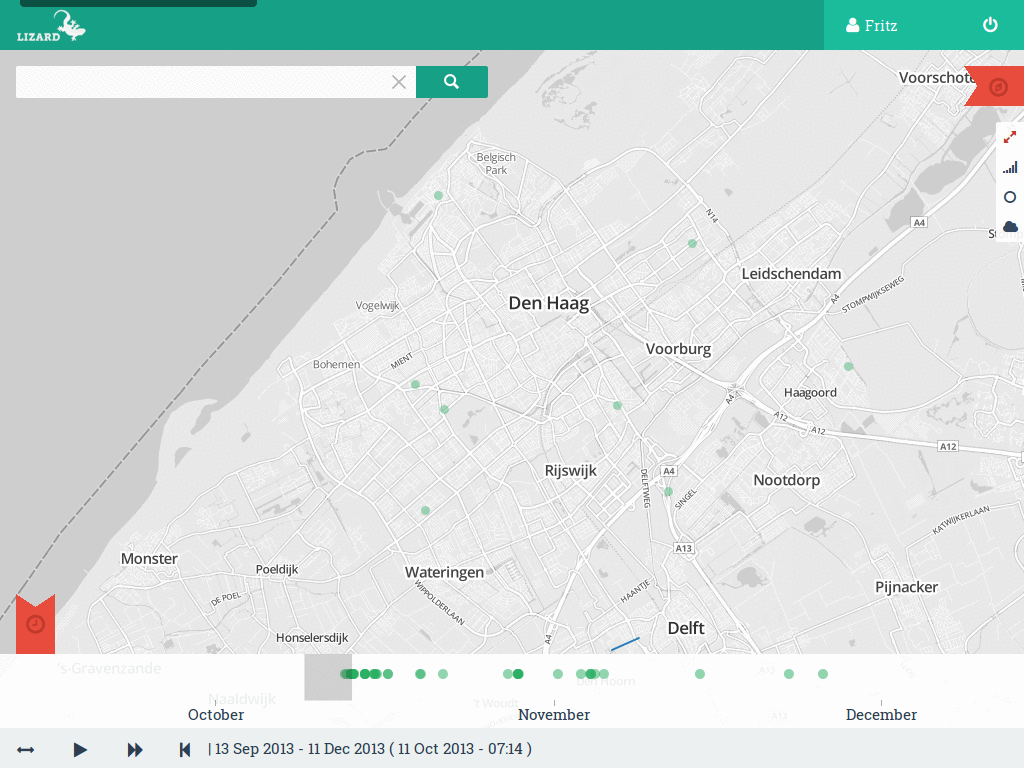 LIZARD
Fritz
Voorschote
Belgisch
Park
N14
A4
Leidschendam
STOMPWIJKSEWEG
A4
Den Haag
Vogelwijk
Voorburg
Bohemen
MIENT
Haagoord
A4
A12
A12
A12
Rijswijk
A4
Nootdorp
DELFTWEG
SINGEL
KATWIJKERLAAN
A13
Monster
Poeldijk
Wateringen
Pijnacker
DE POEL
WIPPOLDERLAAN
HAANTJE
Delft
Honselersdijk
A4
's-Gravenzande
A13
Den Hoorn
Naaldwijk
't Woudt
A13
October
November
December
| 13 Sep 2013 - 11 Dec 2013 ( 11 Oct 2013 - 07:14 )